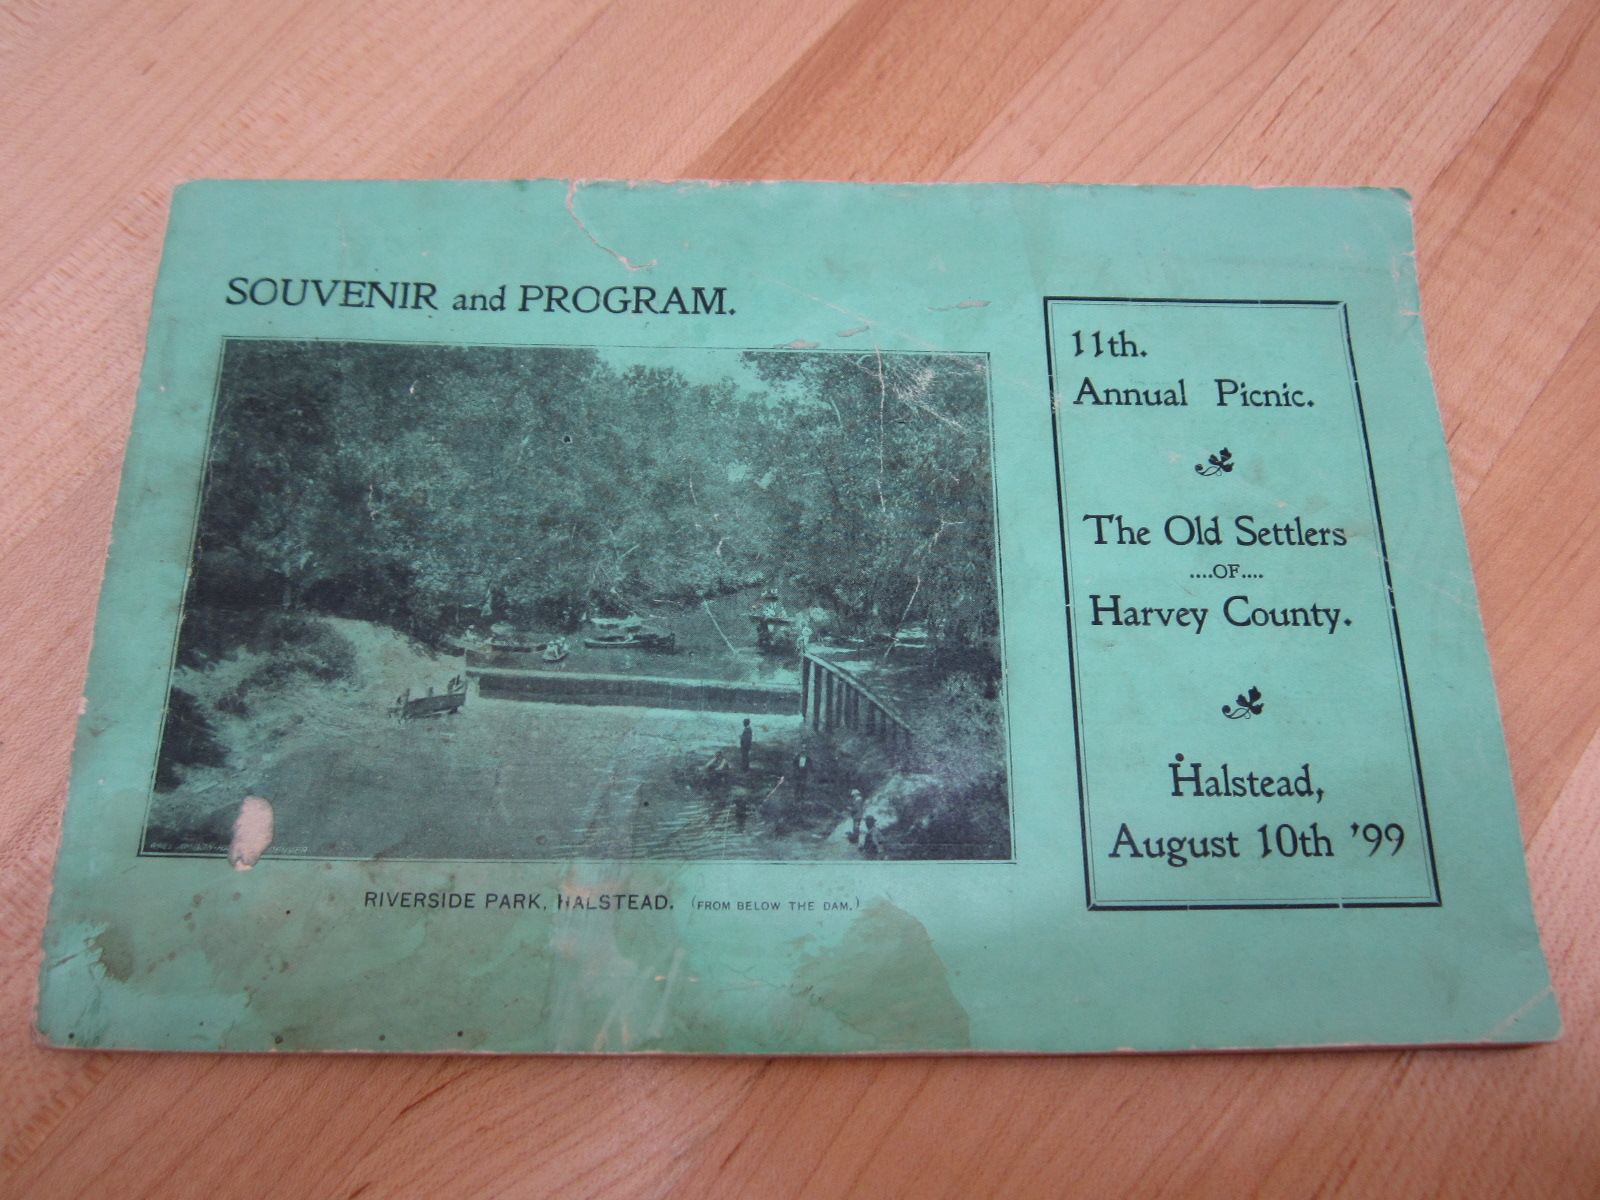 SOUVENIR and PROGRAM.
RIVERSIDE PARK, HALSTEAD. (FROM BELOW THE DAM.)
11th.
Annual Picnic.
The Old Settlers
....OF....
Harvey County.
Halstead,
August 10th '99